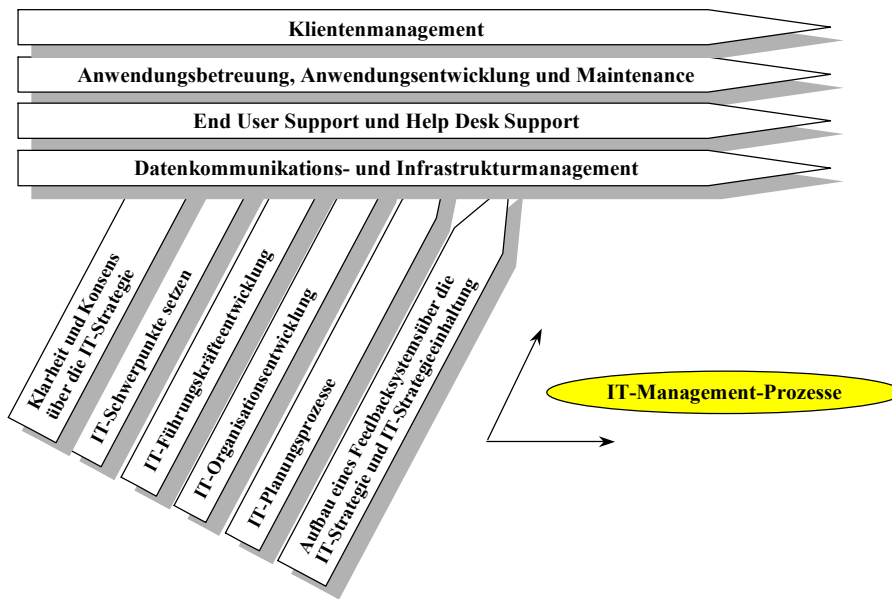 Klientenmanagement
Anwendungsbetreuung, Anwendungsentwicklung und Maintenance
End User Support und Help Desk Support
Datenkommunikations- und Infrastrukturmanagement
Klarheit und Konsens
über die IT-Strategie
IT-Schwerpunkte setzen
IT-Führungskräfteentwicklung
IT-Organisationsentwicklung
IT-Planungsprozesse
Aufbau eines Feedbacksystemsüber die
IT-Strategie und IT-Strategieeinhaltung
IT-Management-Prozesse